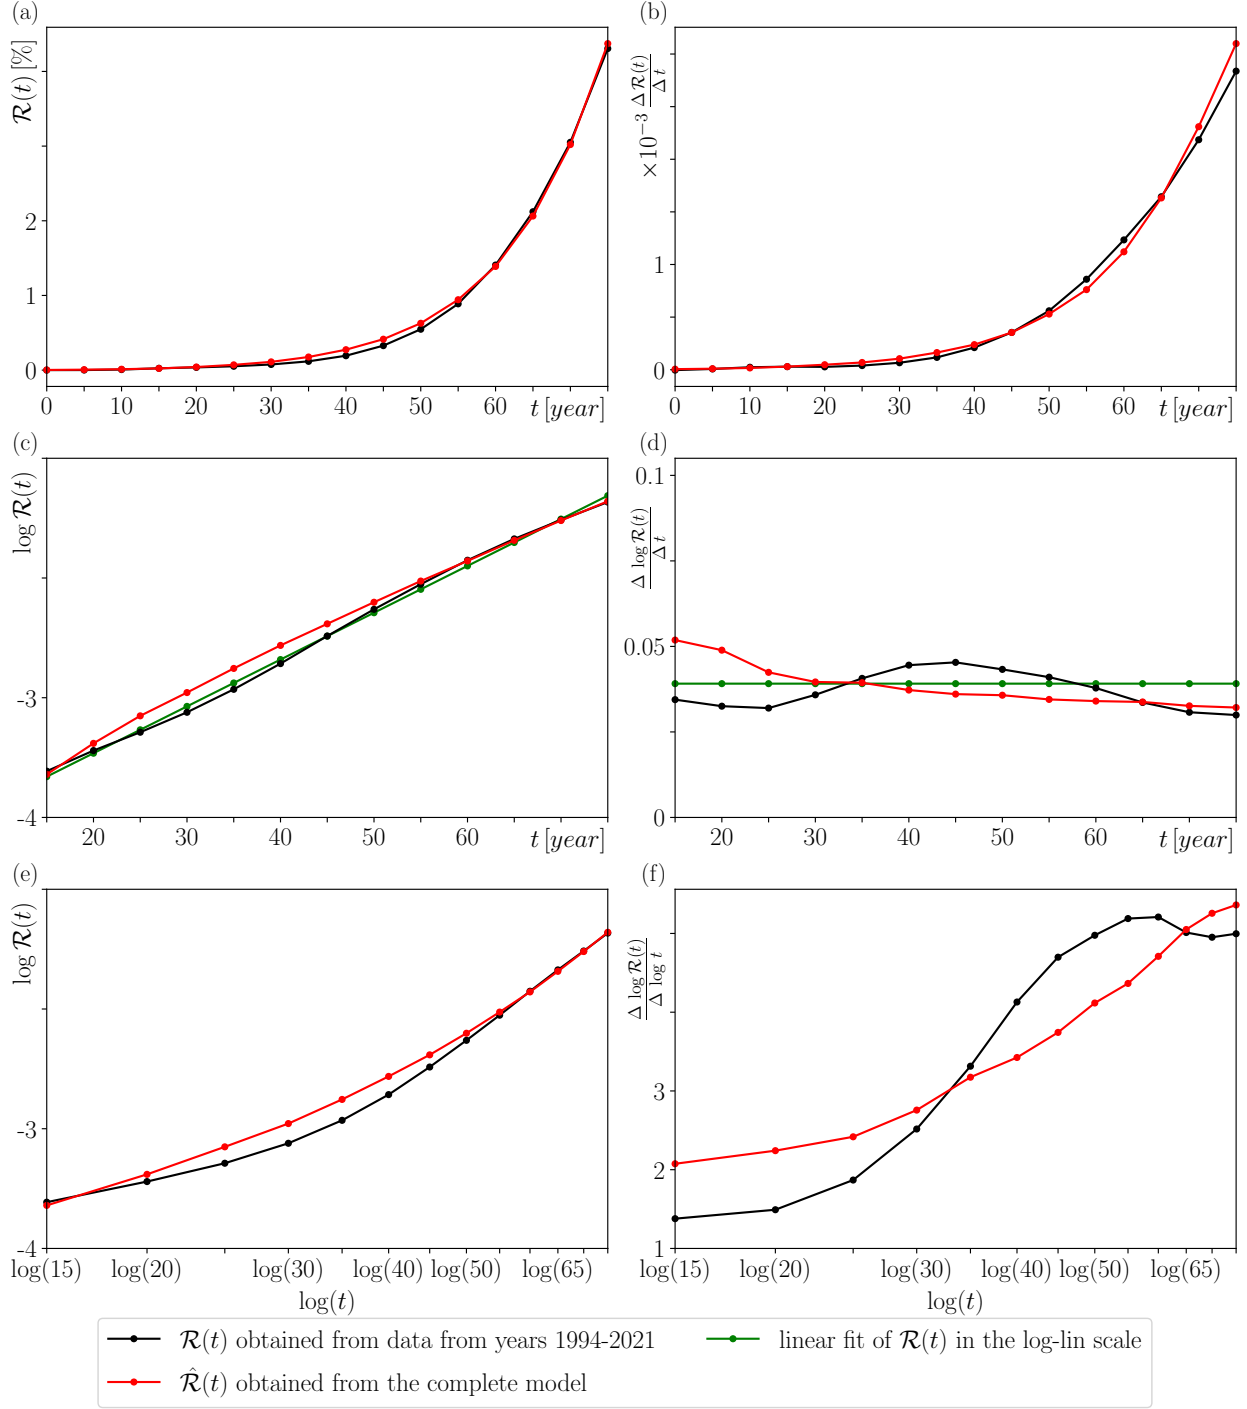 (a)
R(t) [%]
2
1
0
0 10 20 30 40 50 60 t [year]
(b)
×10⁻³ ΔR(t)/Δt
1
0
0 10 20 30 40 50 60 t [year]
(c)
log R(t)
-3
-4
20 30 40 50 60 t [year]
(d)
Δ log R(t)/Δt
0.1
0.05
0
20 30 40 50 60 t [year]
(e)
log R(t)
-3
-4
log(15) log(20) log(30) log(40) log(50) log(65)
log(t)
(f)
Δ log R(t)/Δ log t
3
2
1
log(15) log(20) log(30) log(40) log(50) log(65)
log(t)
R(t) obtained from data from years 1994-2021
R̂(t) obtained from the complete model
linear fit of R(t) in the log-lin scale